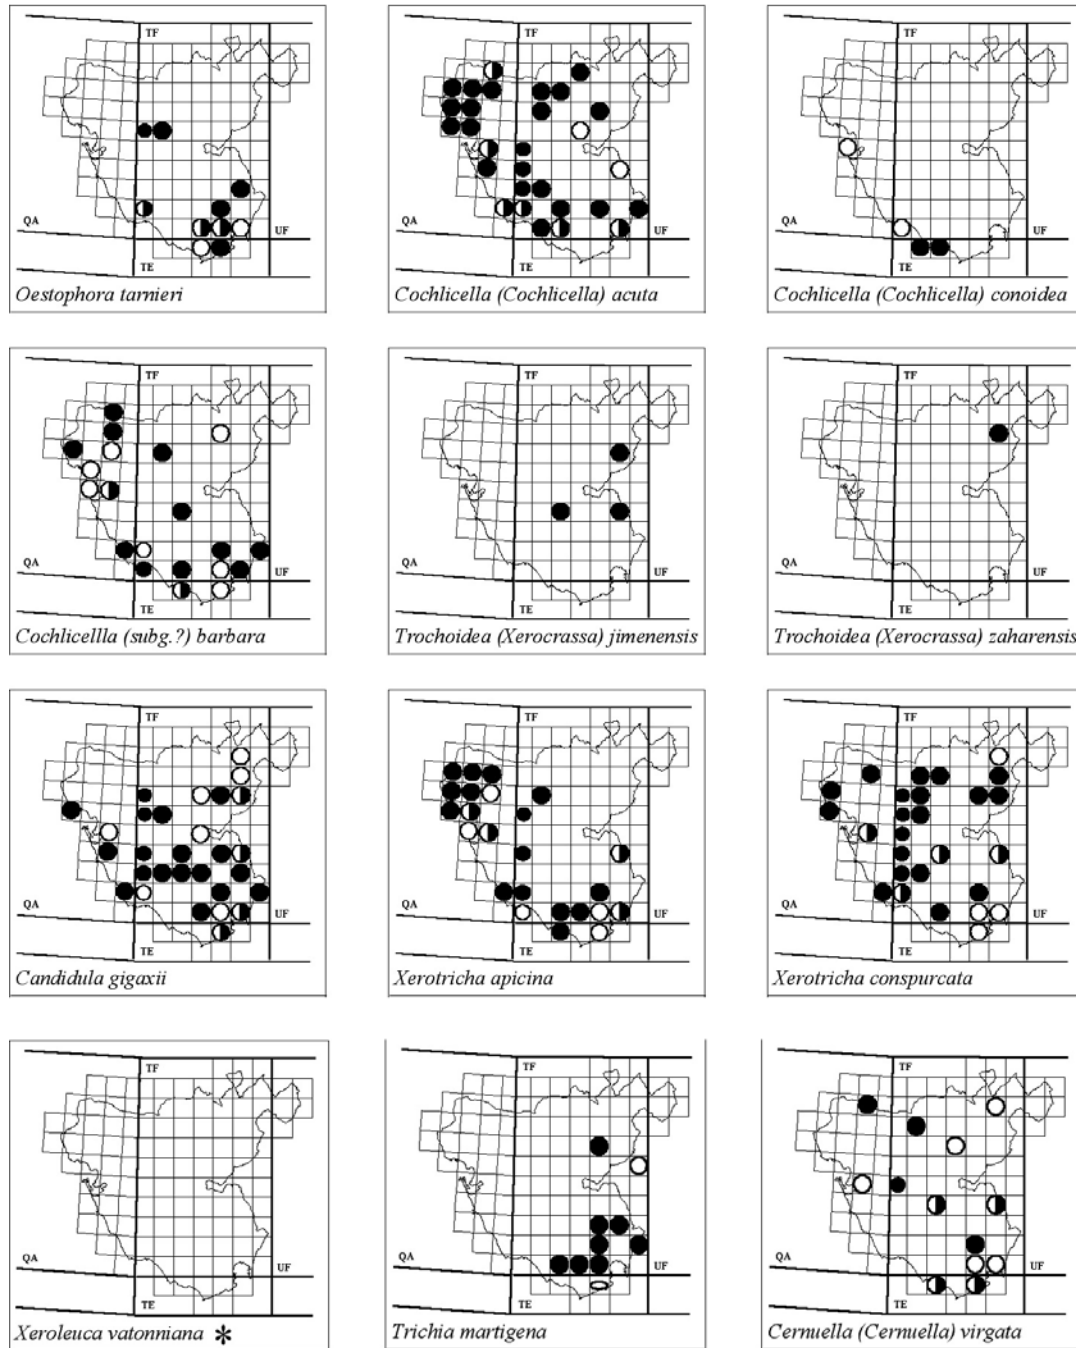 TF
QA
UF
TE
Oestophora tarnieri
TF
QA
UF
TE
Cochlicella (Cochlicella) acuta
TF
QA
UF
TE
Cochlicella (Cochlicella) conoidea
TF
QA
UF
TE
Cochlicellla (subg.?) barbara
TF
QA
UF
TE
Trochoidea (Xerocrassa) jimenensis
TF
QA
UF
TE
Trochoidea (Xerocrassa) zaharensis
TF
QA
UF
TE
Candidula gigaxii
TF
QA
UF
TE
Xerotricha apicina
TF
QA
UF
TE
Xerotricha conspurcata
TF
QA
UF
TE
Xeroleuca vatonniana *
TF
QA
UF
TE
Trichia martigena
TF
QA
UF
TE
Cernuella (Cernuella) virgata